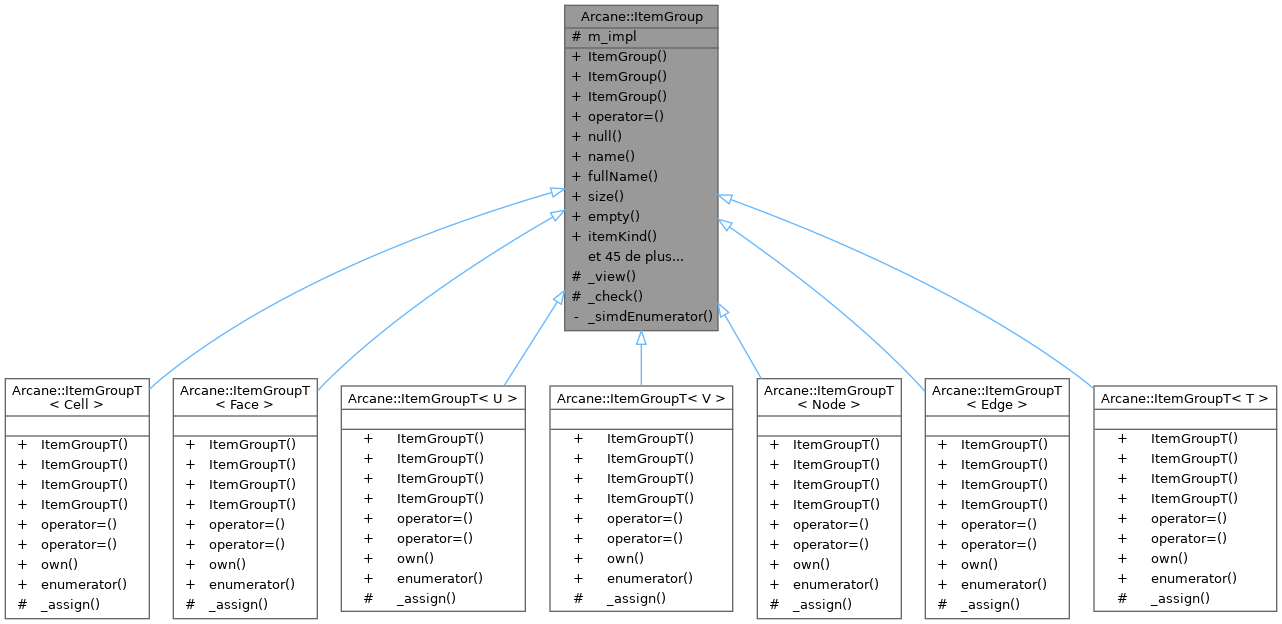 Arcane::ItemGroup
# m_impl
+ ItemGroup()
+ ItemGroup()
+ ItemGroup()
+ operator=()
+ null()
+ name()
+ fullName()
+ size()
+ empty()
+ itemKind()
et 45 de plus...
# _view()
# _check()
- _simdEnumerator()
Arcane::ItemGroupT
< Cell >
+ ItemGroupT()
+ ItemGroupT()
+ ItemGroupT()
+ ItemGroupT()
+ operator=()
+ operator=()
+ own()
+ enumerator()
# _assign()
Arcane::ItemGroupT
< Face >
+ ItemGroupT()
+ ItemGroupT()
+ ItemGroupT()
+ ItemGroupT()
+ operator=()
+ operator=()
+ own()
+ enumerator()
# _assign()
Arcane::ItemGroupT< U >
+ ItemGroupT()
+ ItemGroupT()
+ ItemGroupT()
+ ItemGroupT()
+ operator=()
+ operator=()
+ own()
+ enumerator()
# _assign()
Arcane::ItemGroupT< V >
+ ItemGroupT()
+ ItemGroupT()
+ ItemGroupT()
+ ItemGroupT()
+ operator=()
+ operator=()
+ own()
+ enumerator()
# _assign()
Arcane::ItemGroupT
< Node >
+ ItemGroupT()
+ ItemGroupT()
+ ItemGroupT()
+ ItemGroupT()
+ operator=()
+ operator=()
+ own()
+ enumerator()
# _assign()
Arcane::ItemGroupT
< Edge >
+ ItemGroupT()
+ ItemGroupT()
+ ItemGroupT()
+ ItemGroupT()
+ operator=()
+ operator=()
+ own()
+ enumerator()
# _assign()
Arcane::ItemGroupT< T >
+ ItemGroupT()
+ ItemGroupT()
+ ItemGroupT()
+ ItemGroupT()
+ operator=()
+ operator=()
+ own()
+ enumerator()
# _assign()